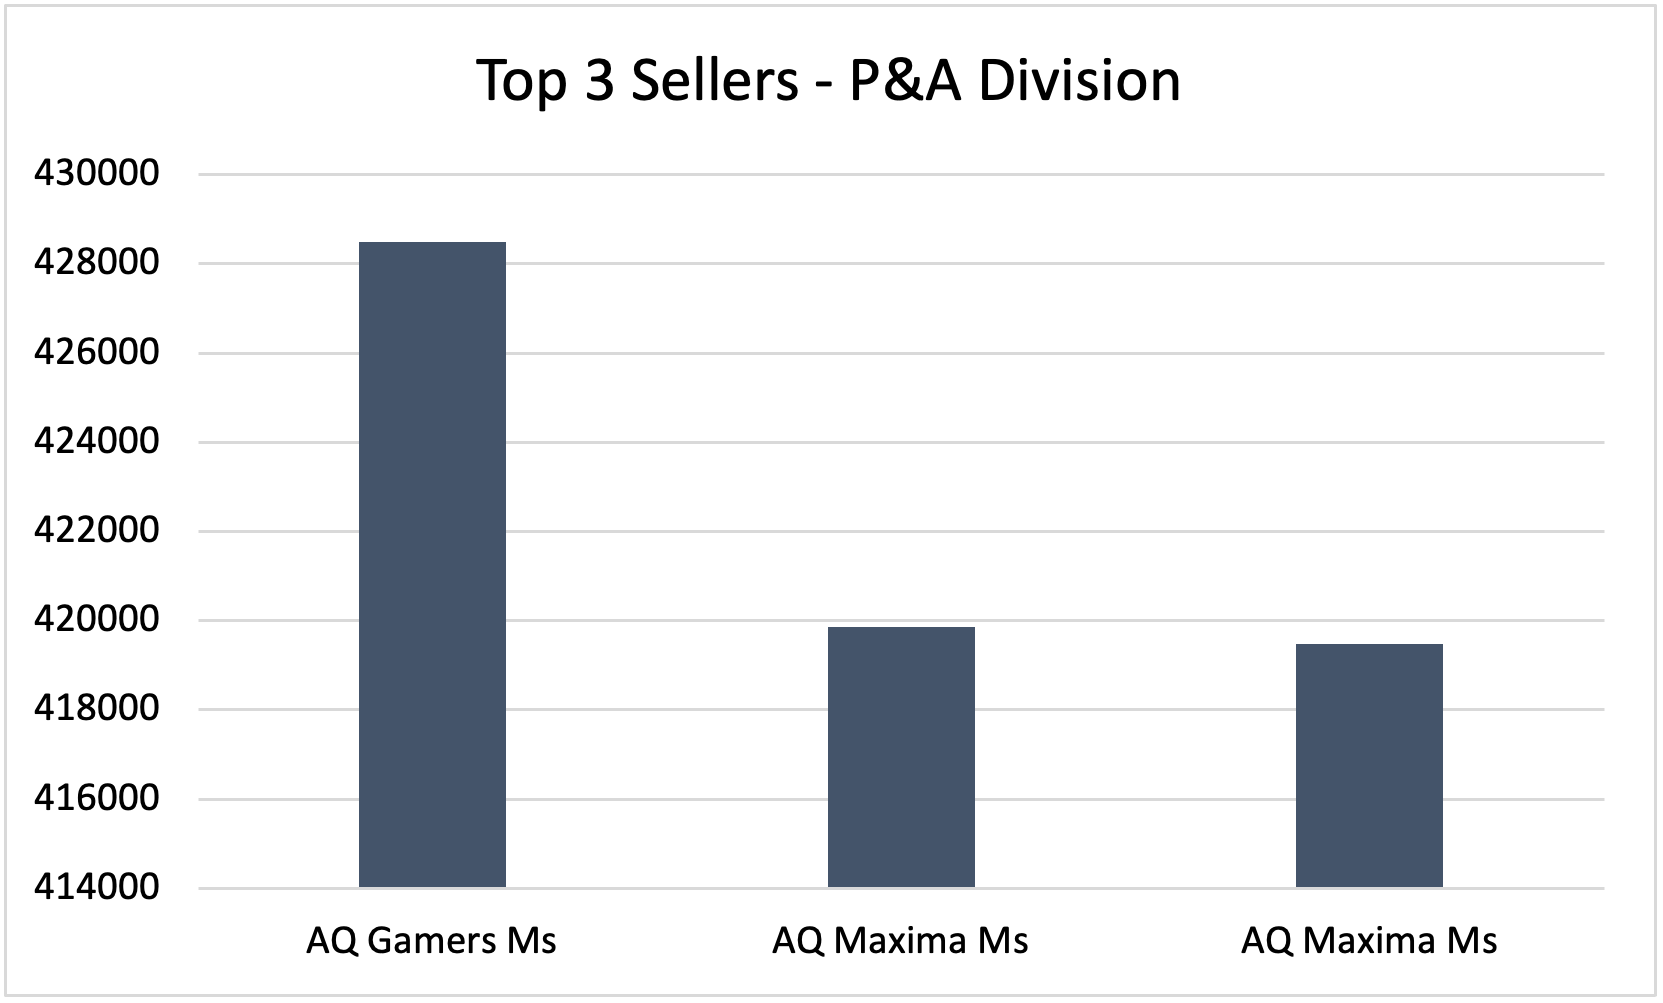 Top 3 Sellers - P&A Division
430000
428000
426000
424000
422000
420000
418000
416000
414000
AQ Gamers Ms
AQ Maxima Ms
AQ Maxima Ms